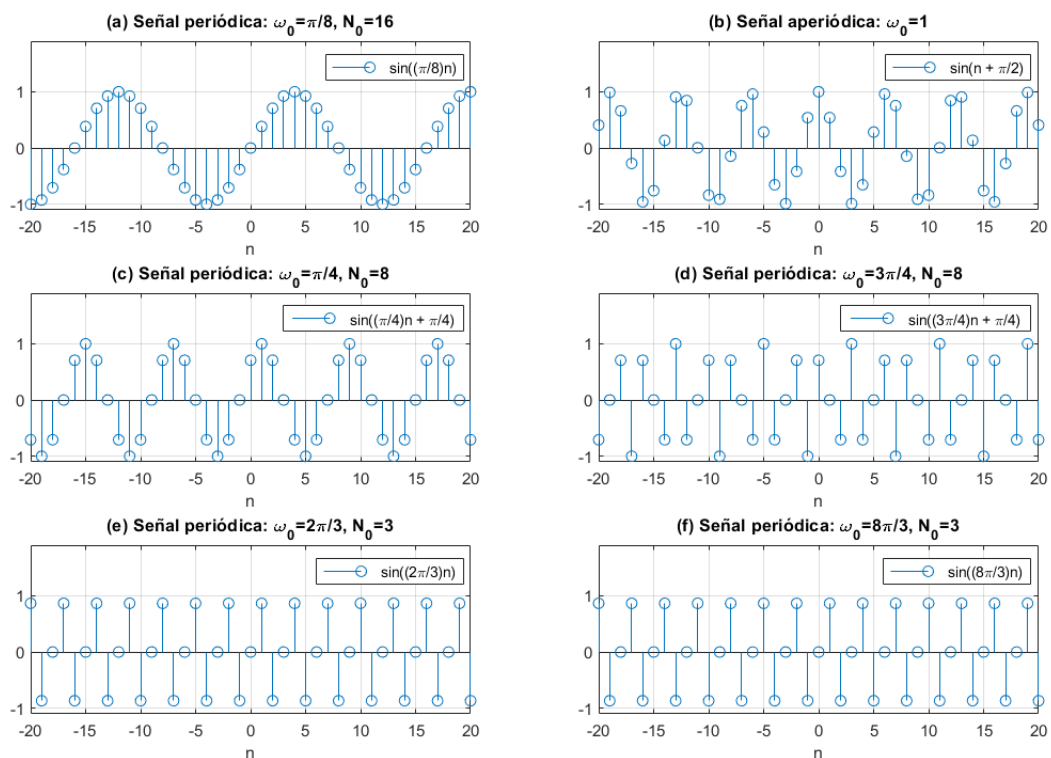 (a) Señal periódica: ω₀=π/8, N₀=16
sin((π/8)n)
1
0
-1
-20 -15 -10 -5 0 5 10 15 20
n
(b) Señal aperiódica: ω₀=1
sin(n + π/2)
1
0
-1
-20 -15 -10 -5 0 5 10 15 20
n
(c) Señal periódica: ω₀=π/4, N₀=8
sin((π/4)n + π/4)
1
0
-1
-20 -15 -10 -5 0 5 10 15 20
n
(d) Señal periódica: ω₀=3π/4, N₀=8
sin((3π/4)n + π/4)
1
0
-1
-20 -15 -10 -5 0 5 10 15 20
n
(e) Señal periódica: ω₀=2π/3, N₀=3
sin((2π/3)n)
1
0
-1
-20 -15 -10 -5 0 5 10 15 20
n
(f) Señal periódica: ω₀=8π/3, N₀=3
sin((8π/3)n)
1
0
-1
-20 -15 -10 -5 0 5 10 15 20
n